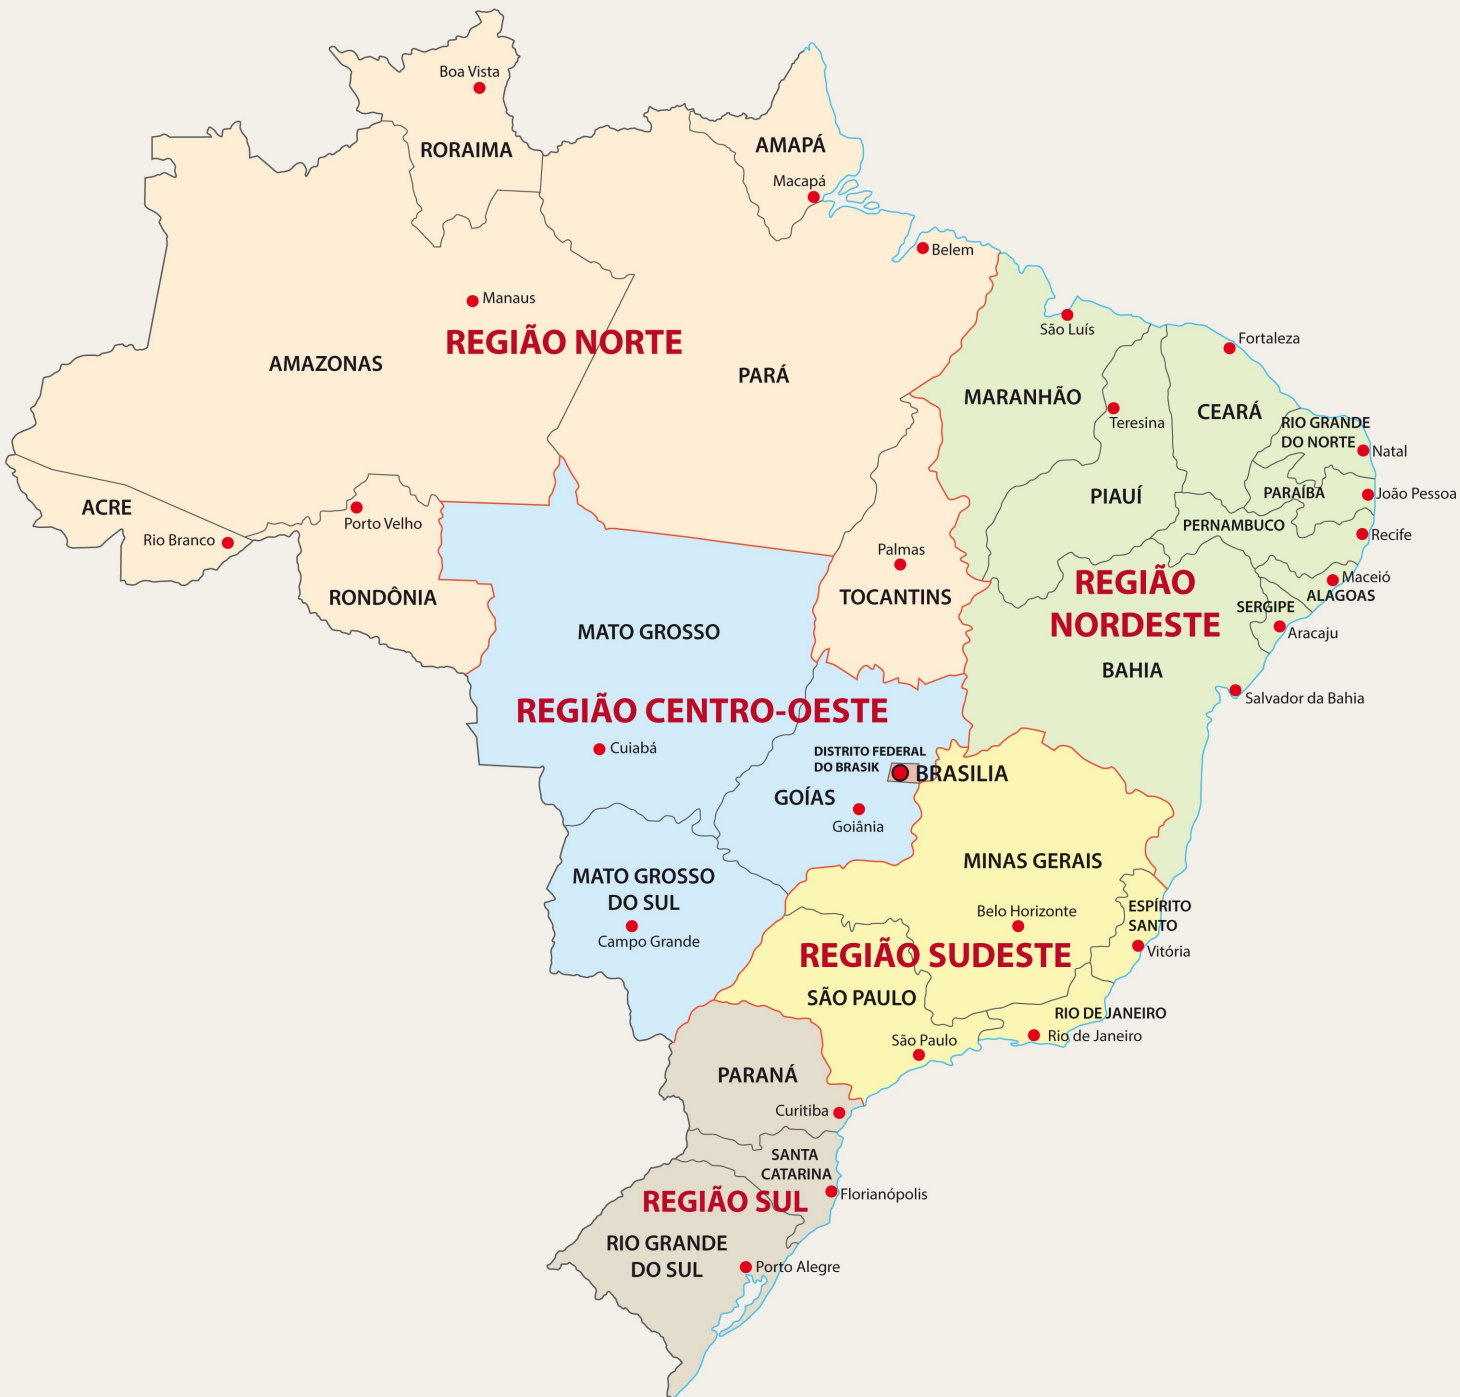 Boa Vista
RORAIMA
AMAPÁ
Macapá
Belem
Manaus
REGIÃO NORTE
AMAZONAS
PARÁ
São Luís
Fortaleza
MARANHÃO
Teresina
CEARÁ
RIO GRANDE
DO NORTE
Natal
ACRE
Porto Velho
Rio Branco
RONDÔNIA
PIAUÍ
PARAÍBA
João Pessoa
PERNAMBUCO
Recife
Palmas
TOCANTINS
REGIÃO
NORDESTE
Maceió
ALAGOAS
SERGIPE
Aracaju
BAHIA
Salvador da Bahia
MATO GROSSO
REGIÃO CENTRO-OESTE
Cuiabá
DISTRITO FEDERAL
DO BRASIK
BRASILIA
GOÍAS
Goiânia
MATO GROSSO
DO SUL
Campo Grande
MINAS GERAIS
Belo Horizonte
ESPÍRITO
SANTO
Vitória
REGIÃO SUDESTE
SÃO PAULO
São Paulo
RIO DE JANEIRO
Rio de Janeiro
PARANÁ
Curitiba
SANTA
CATARINA
Florianópolis
REGIÃO SUL
RIO GRANDE
DO SUL
Porto Alegre